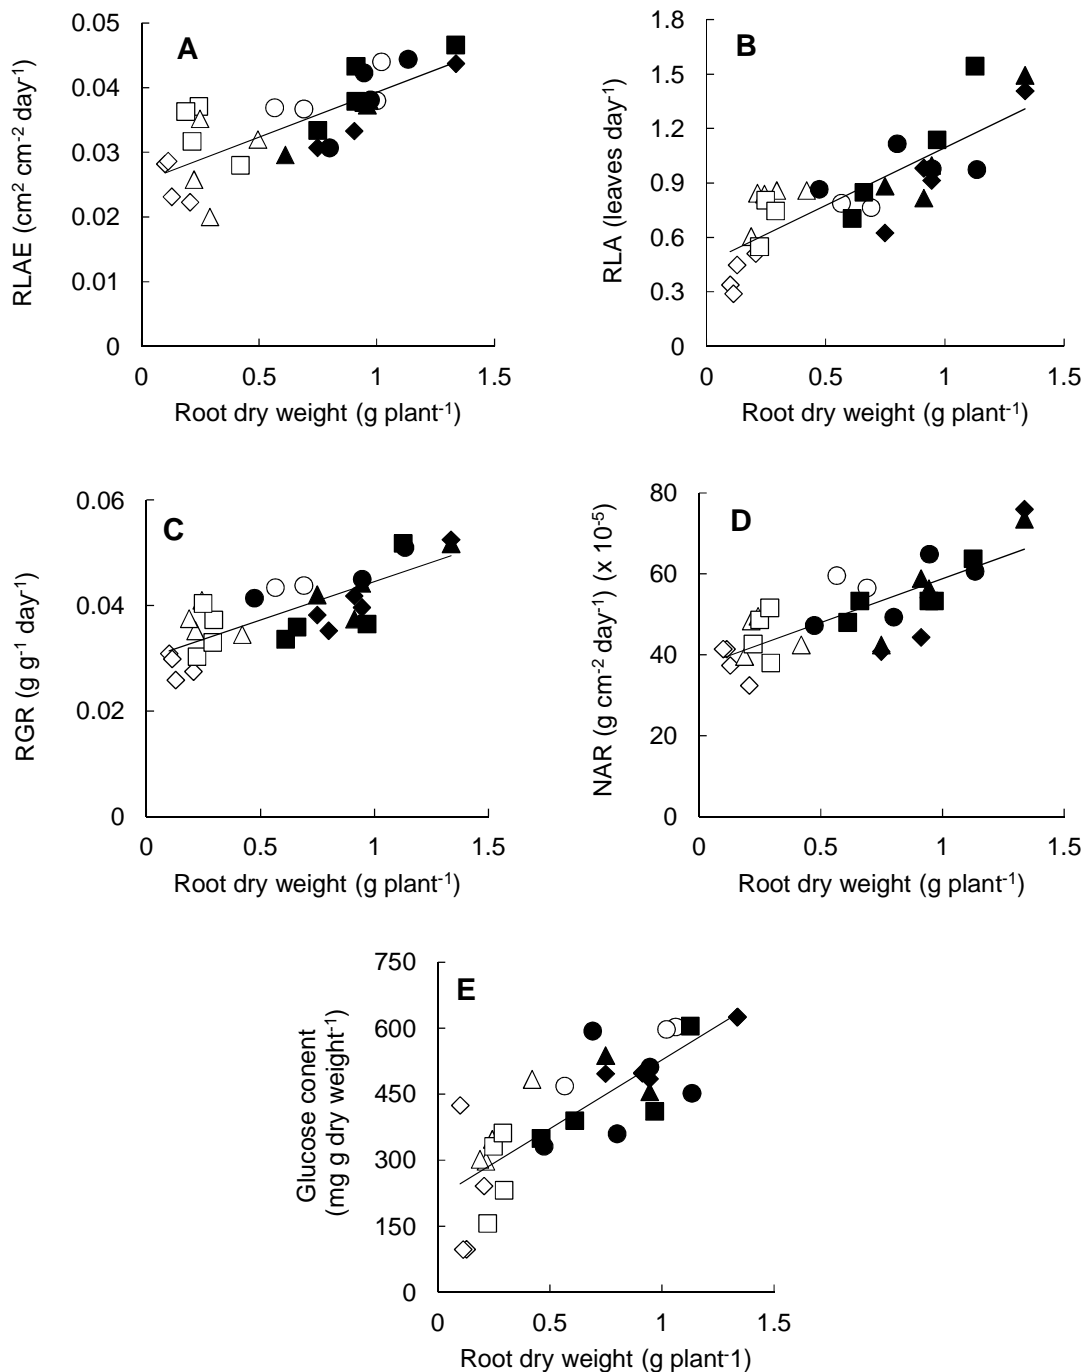 A
RLAE (cm² cm⁻² day⁻¹)
0.05
0.04
0.03
0.02
0.01
0
0 0.5 1 1.5
Root dry weight (g plant⁻¹)
B
RLA (leaves day⁻¹)
1.8
1.5
1.2
0.9
0.6
0.3
0
0 0.5 1 1.5
Root dry weight (g plant⁻¹)
C
RGR (g g⁻¹ day⁻¹)
0.06
0.04
0.02
0
0 0.5 1 1.5
Root dry weight (g plant⁻¹)
D
NAR (g cm⁻² day⁻¹) (x 10⁻⁵)
80
60
40
20
0
0 0.5 1 1.5
Root dry weight (g plant⁻¹)
E
Glucose conent
(mg g dry weight⁻¹)
750
600
450
300
150
0
0 0.5 1 1.5
Root dry weight (g plant⁻1)